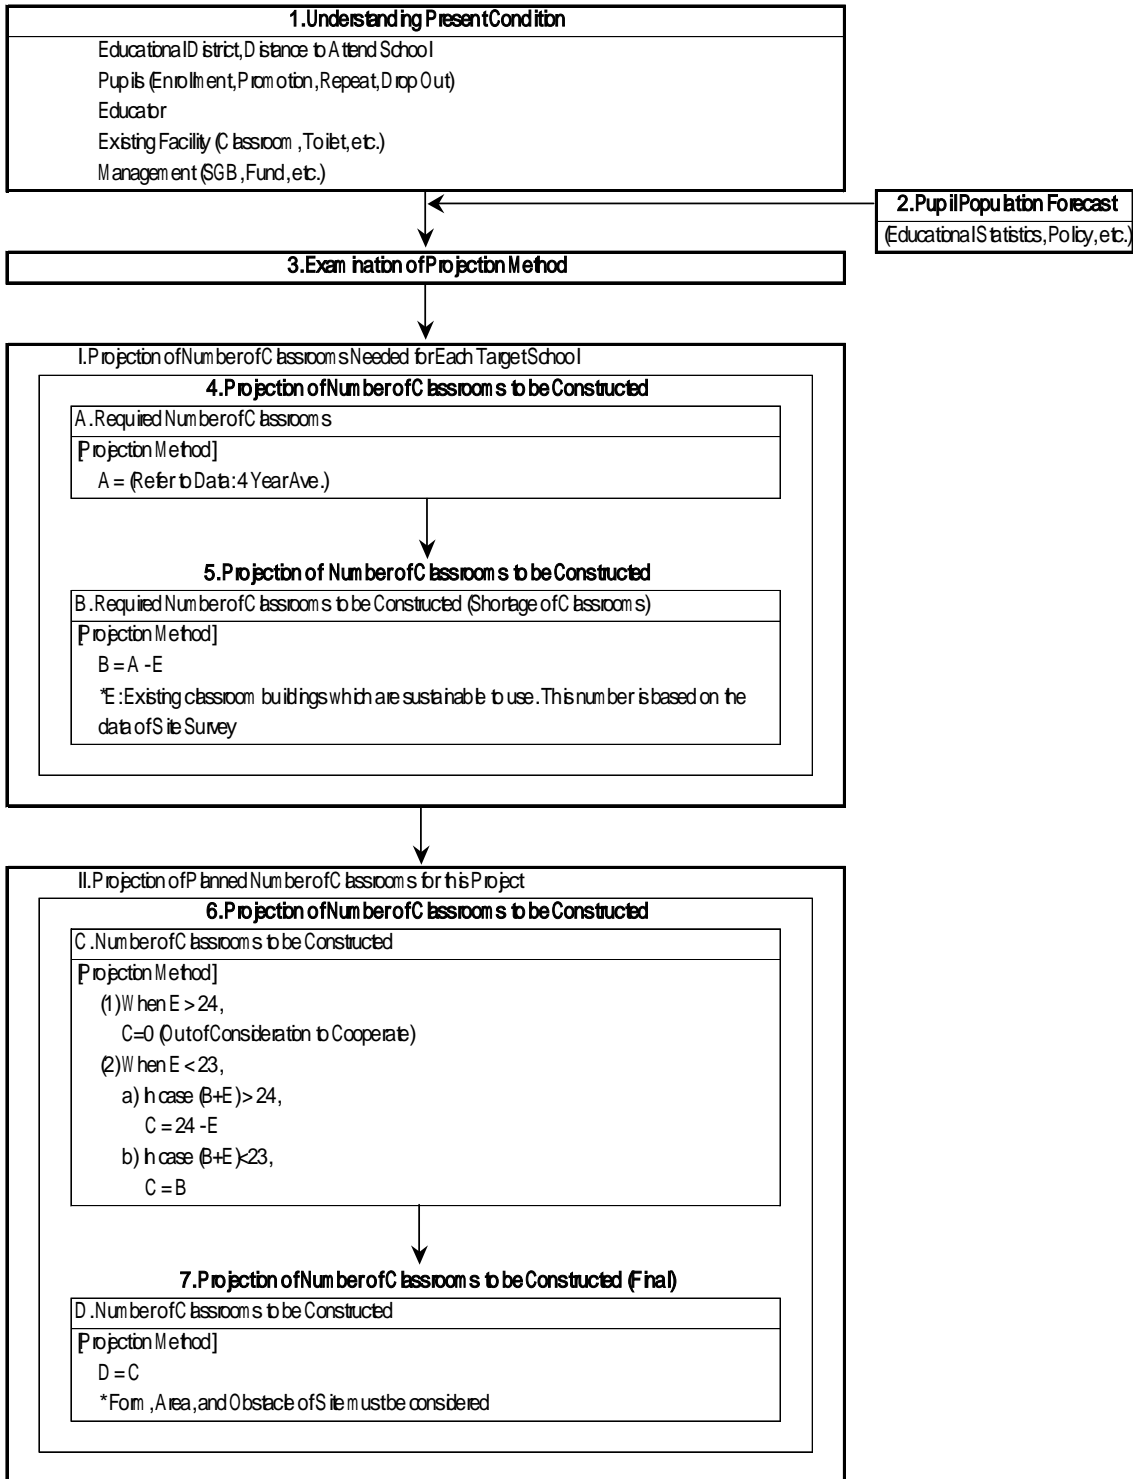 1.Understanding Present Condition
Educational District, Distance to Attend School
Pupils (Enrollment, Promotion, Repeat, Drop Out)
Educator
Existing Facility (Classroom, Toilet, etc.)
Management (SGB, Fund, etc.)
2.Pupil Population Forecast
(Educational Statistics, Policy, etc.)
3.Examination of Projection Method
I.Projection of Number of Classrooms Needed for Each Target School
4.Projection of Number of Classrooms to be Constructed
A.Required Number of Classrooms
[Projection Method]
A = (Refer to Data: 4 Year Ave.)
5.Projection of Number of Classrooms to be Constructed
B.Required Number of Classrooms to be Constructed (Shortage of Classrooms)
[Projection Method]
B = A - E
*E: Existing classroom buildings which are sustainable to use. This number is based on the
data of Site Survey
II.Projection of Planned Number of Classrooms for this Project
6.Projection of Number of Classrooms to be Constructed
C.Number of Classrooms to be Constructed
[Projection Method]
(1) When E > 24,
C=0 (Out of Consideration to Cooperate)
(2) When E < 23,
a) In case (B+E) > 24,
C = 24 - E
b) In case (B+E)<23,
C = B
7.Projection of Number of Classrooms to be Constructed (Final)
D.Number of Classrooms to be Constructed
[Projection Method]
D = C
* Form, Area, and Obstacle of Site must be considered